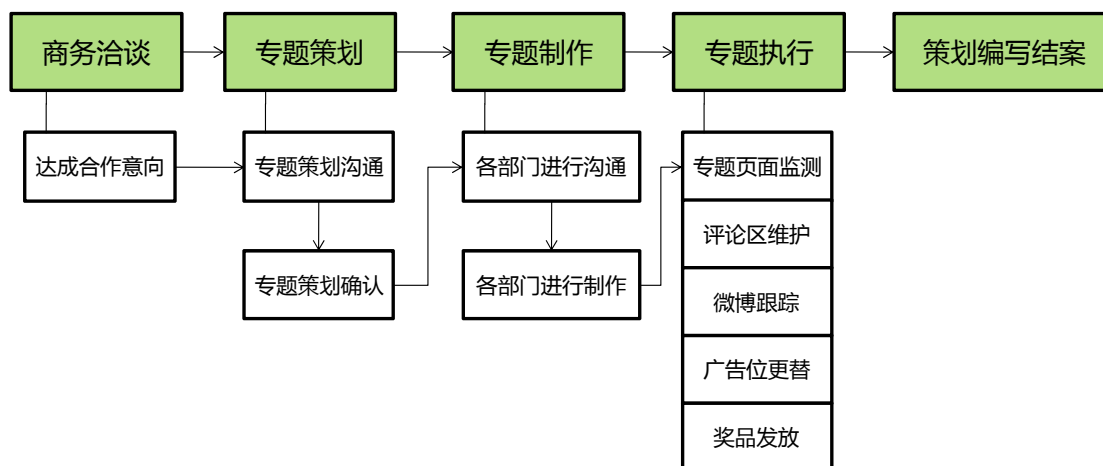 商务洽谈
专题策划
专题制作
专题执行
策划编写结案
达成合作意向
专题策划沟通
各部门进行沟通
专题页面监测
评论区维护
专题策划确认
各部门进行制作
微博跟踪
广告位更替
奖品发放